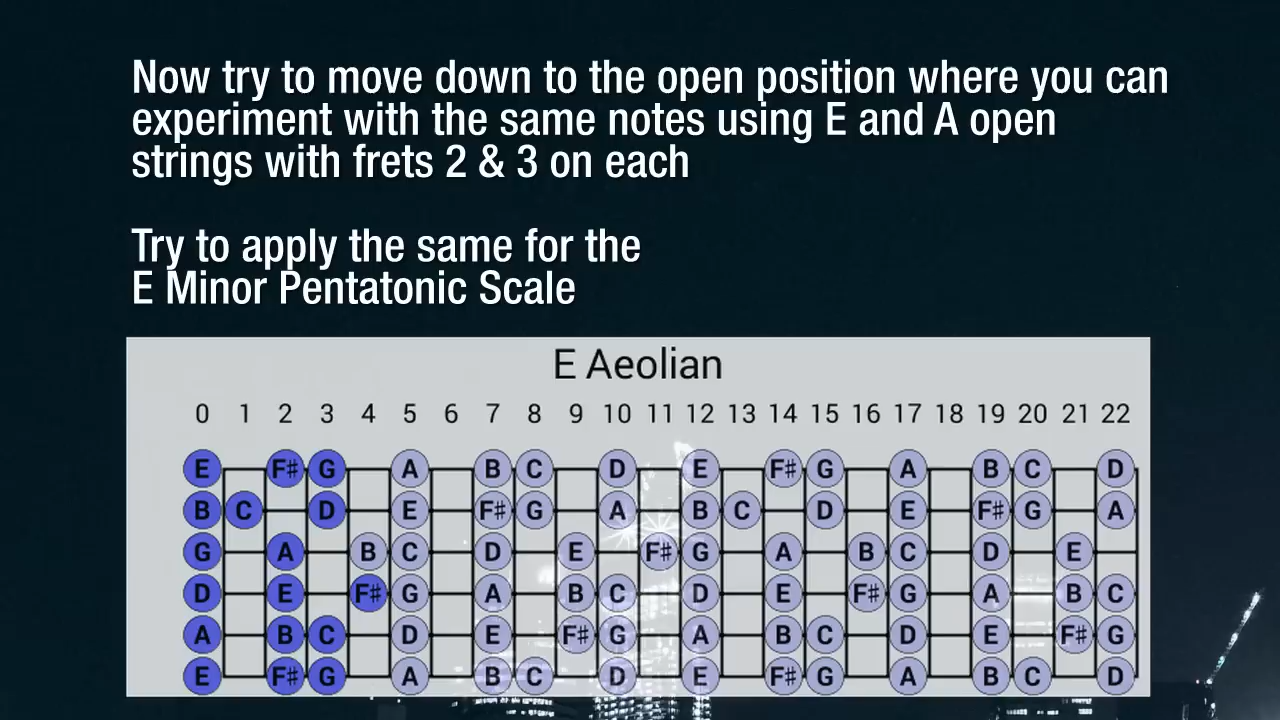 Now try to move down to the open position where you can
experiment with the same notes using E and A open
strings with frets 2 & 3 on each
Try to apply the same for the
E Minor Pentatonic Scale
E Aeolian
0 1 2 3 4 5 6 7 8 9 10 11 12 13 14 15 16 17 18 19 20 21 22
E F# G A B C D E F# G A B C D
B C D E F# G A B C D E F# G A
G A B C D E F# G A B C D E
D E F# G A B C D E F# G A B C
A B C D E F# G A B C D E F# G
E F# G A B C D E F# G A B C D